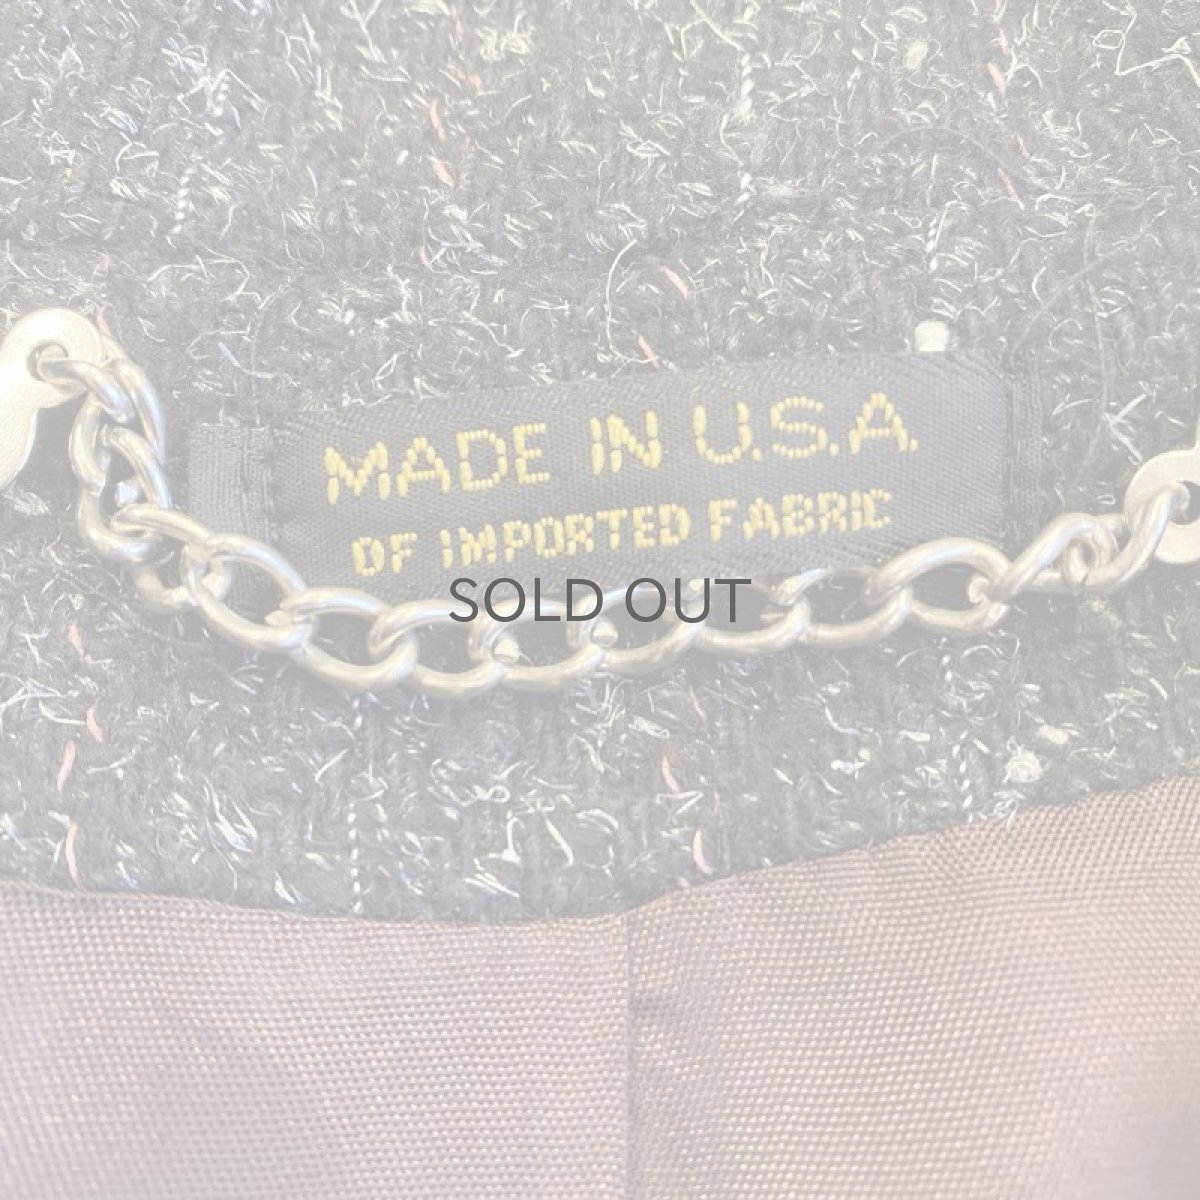 MADE IN U.S.A.
OF IMPORTED FABRIC
SOLD OUT